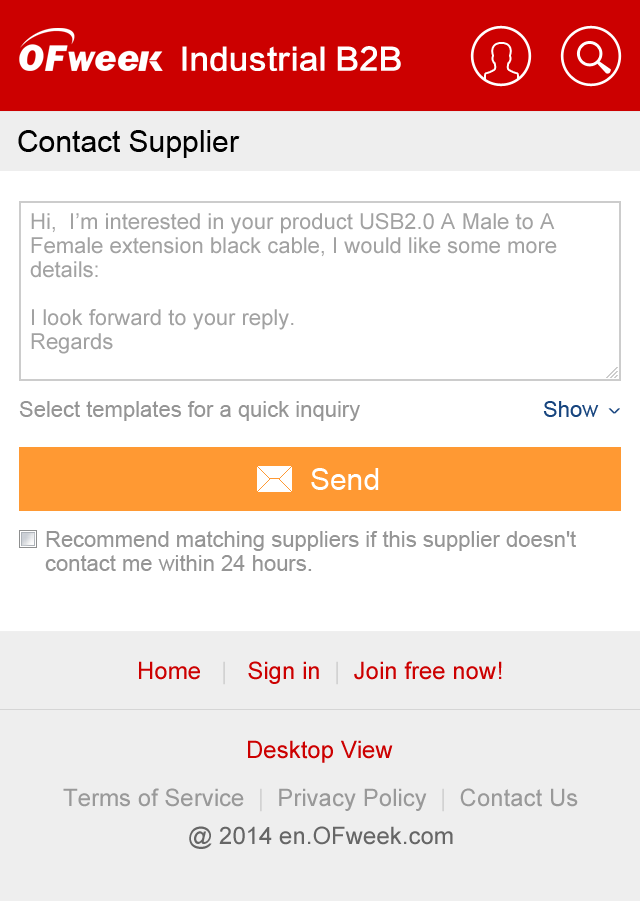 OFweek Industrial B2B
Contact Supplier
Hi,  I'm interested in your product USB2.0 A Male to A
Female extension black cable, I would like some more
details:
I look forward to your reply.
Regards
Select templates for a quick inquiry Show
Send
Recommend matching suppliers if this supplier doesn't
contact me within 24 hours.
Home | Sign in | Join free now!
Desktop View
Terms of Service | Privacy Policy | Contact Us
@ 2014 en.OFweek.com